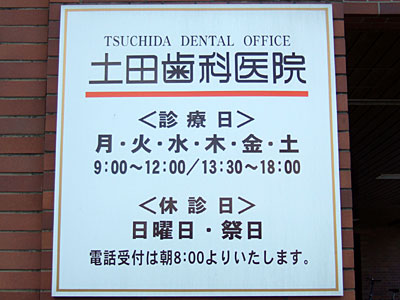 TSUCHIDA DENTAL OFFICE
土田歯科医院
＜診療日＞
月・火・水・木・金・土
9:00～12:00／13:30～18:00
＜休診日＞
日曜日・祭日
電話受付は朝8:00よりいたします。